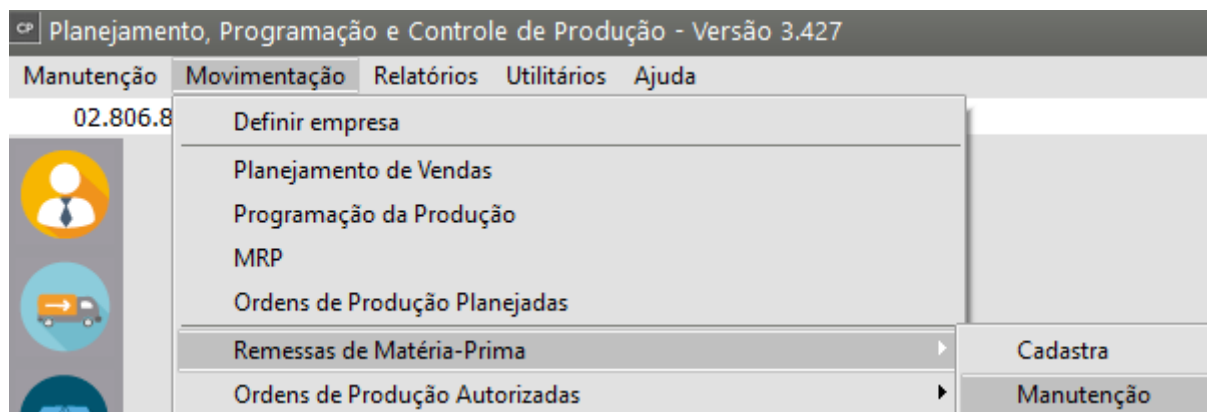 CP Planejamento, Programação e Controle de Produção - Versão 3.427
Manutenção Movimentação Relatórios Utilitários Ajuda
02.806.8
Definir empresa
Planejamento de Vendas
Programação da Produção
MRP
Ordens de Produção Planejadas
Remessas de Matéria-Prima
Cadastra
Ordens de Produção Autorizadas
Manutenção